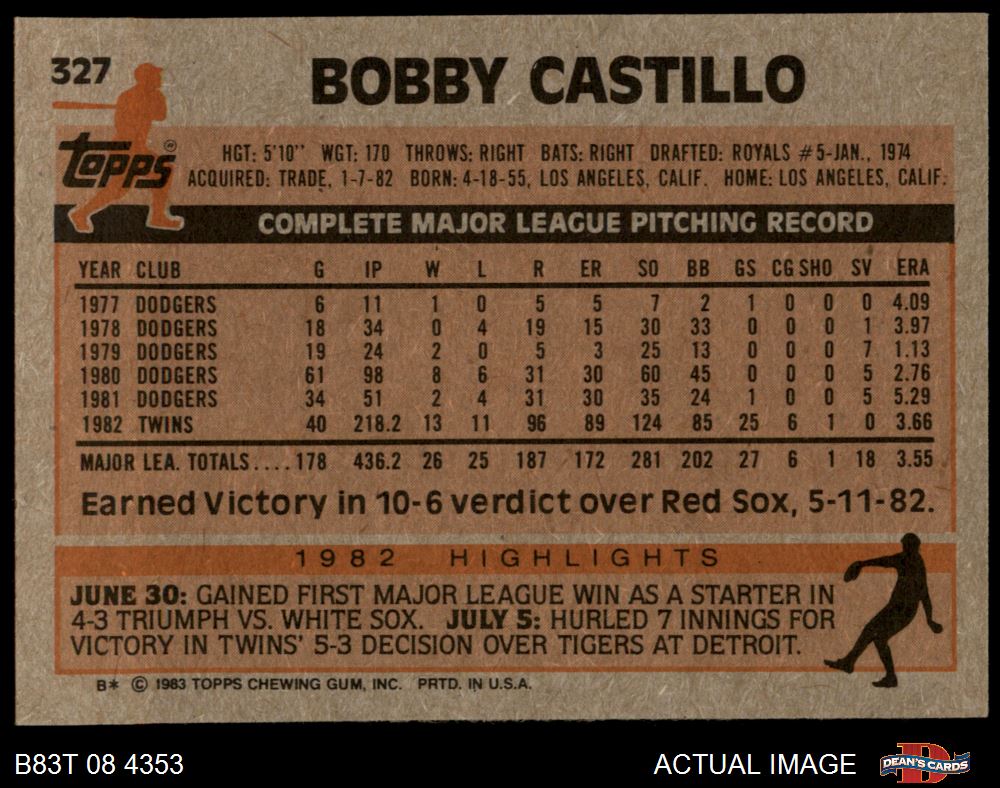 327
BOBBY CASTILLO
Topps®
HGT: 5'10" WGT: 170 THROWS: RIGHT BATS: RIGHT DRAFTED: ROYALS #5-JAN., 1974
ACQUIRED: TRADE, 1-7-82 BORN: 4-18-55, LOS ANGELES, CALIF. HOME: LOS ANGELES, CALIF.
COMPLETE MAJOR LEAGUE PITCHING RECORD
YEAR CLUB G IP W L R ER SO BB GS CG SHO SV ERA
1977 DODGERS 6 11 1 0 5 5 7 2 1 0 0 0 4.09
1978 DODGERS 18 34 0 4 19 15 30 33 0 0 0 1 3.97
1979 DODGERS 19 24 2 0 5 3 25 13 0 0 0 7 1.13
1980 DODGERS 61 98 8 6 31 30 60 45 0 0 0 5 2.76
1981 DODGERS 34 51 2 4 31 30 35 24 1 0 0 5 5.29
1982 TWINS 40 218.2 13 11 96 89 124 85 25 6 1 0 3.66
MAJOR LEA. TOTALS....178 436.2 26 25 187 172 281 202 27 6 1 18 3.55
Earned Victory in 10-6 verdict over Red Sox, 5-11-82.
1982 HIGHLIGHTS
JUNE 30: GAINED FIRST MAJOR LEAGUE WIN AS A STARTER IN
4-3 TRIUMPH VS. WHITE SOX. JULY 5: HURLED 7 INNINGS FOR
VICTORY IN TWINS' 5-3 DECISION OVER TIGERS AT DETROIT.
B* © 1983 TOPPS CHEWING GUM, INC. PRTD. IN U.S.A.
B83T 08 4353
ACTUAL IMAGE
DEAN'S CARDS